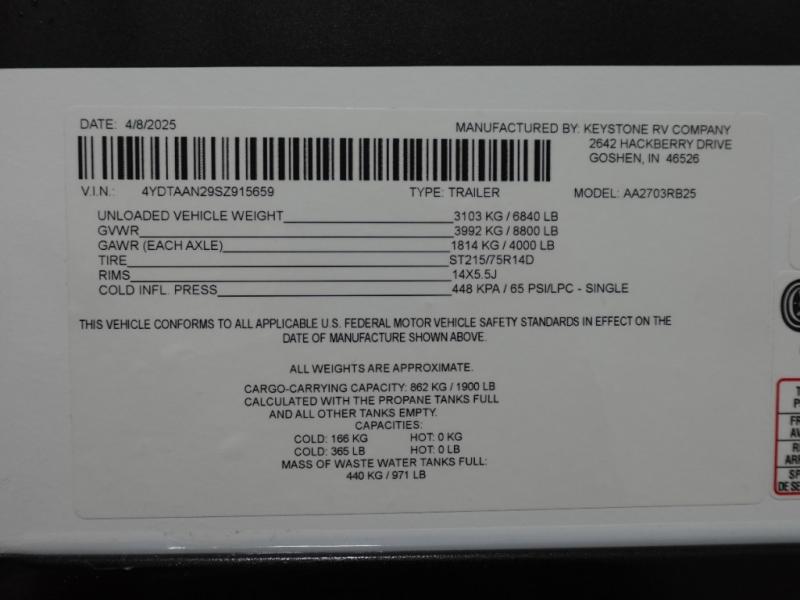 DATE: 4/8/2025
MANUFACTURED BY: KEYSTONE RV COMPANY
2642 HACKBERRY DRIVE
GOSHEN, IN 46526
V.I.N.: 4YDTAAN29SZ915659 TYPE: TRAILER MODEL: AA2703RB25
UNLOADED VEHICLE WEIGHT 3103 KG / 6840 LB
GVWR 3992 KG / 8800 LB
GAWR (EACH AXLE) 1814 KG / 4000 LB
TIRE ST215/75R14D
RIMS 14X5.5J
COLD INFL. PRESS 448 KPA / 65 PSI/LPC - SINGLE
THIS VEHICLE CONFORMS TO ALL APPLICABLE U.S. FEDERAL MOTOR VEHICLE SAFETY STANDARDS IN EFFECT ON THE
DATE OF MANUFACTURE SHOWN ABOVE.
ALL WEIGHTS ARE APPROXIMATE.
CARGO-CARRYING CAPACITY: 862 KG / 1900 LB
CALCULATED WITH THE PROPANE TANKS FULL
AND ALL OTHER TANKS EMPTY.
CAPACITIES:
COLD: 166 KG HOT: 0 KG
COLD: 365 LB HOT: 0 LB
MASS OF WASTE WATER TANKS FULL:
440 KG / 971 LB
DE SE